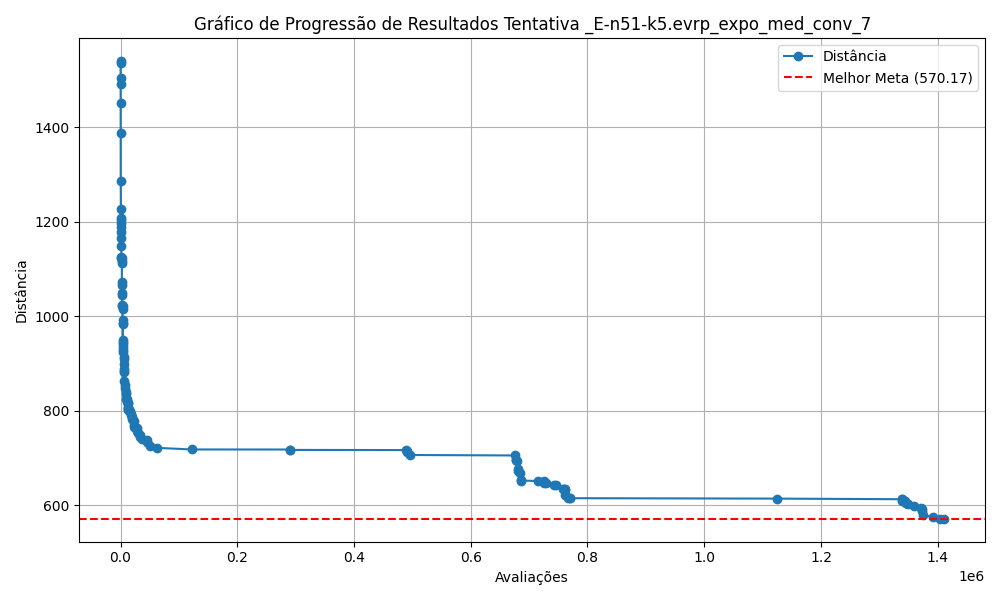 Gráfico de Progressão de Resultados Tentativa _E-n51-k5.evrp_expo_med_conv_7
Distância
Melhor Meta (570.17)
Distância
1400
1200
1000
800
600
0.0 0.2 0.4 0.6 0.8 1.0 1.2 1.4
1e6
Avaliações